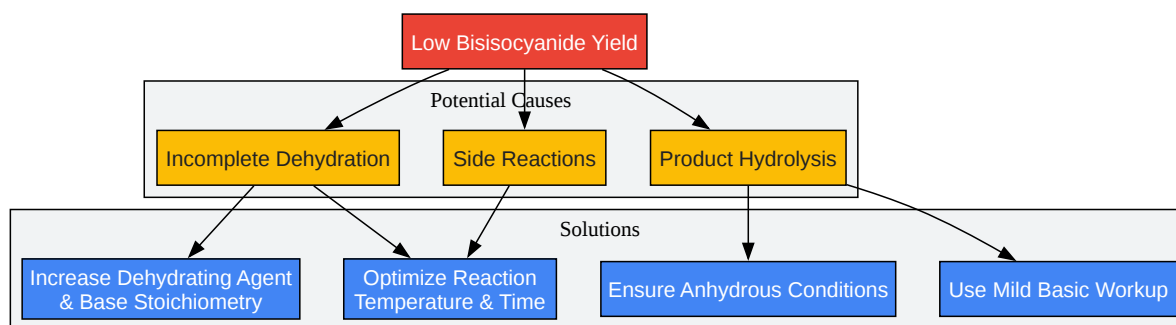 Low Bisisocyanide Yield
Potential Causes
Incomplete Dehydration
Side Reactions
Product Hydrolysis
Solutions
Increase Dehydrating Agent
& Base Stoichiometry
Optimize Reaction
Temperature & Time
Ensure Anhydrous Conditions
Use Mild Basic Workup